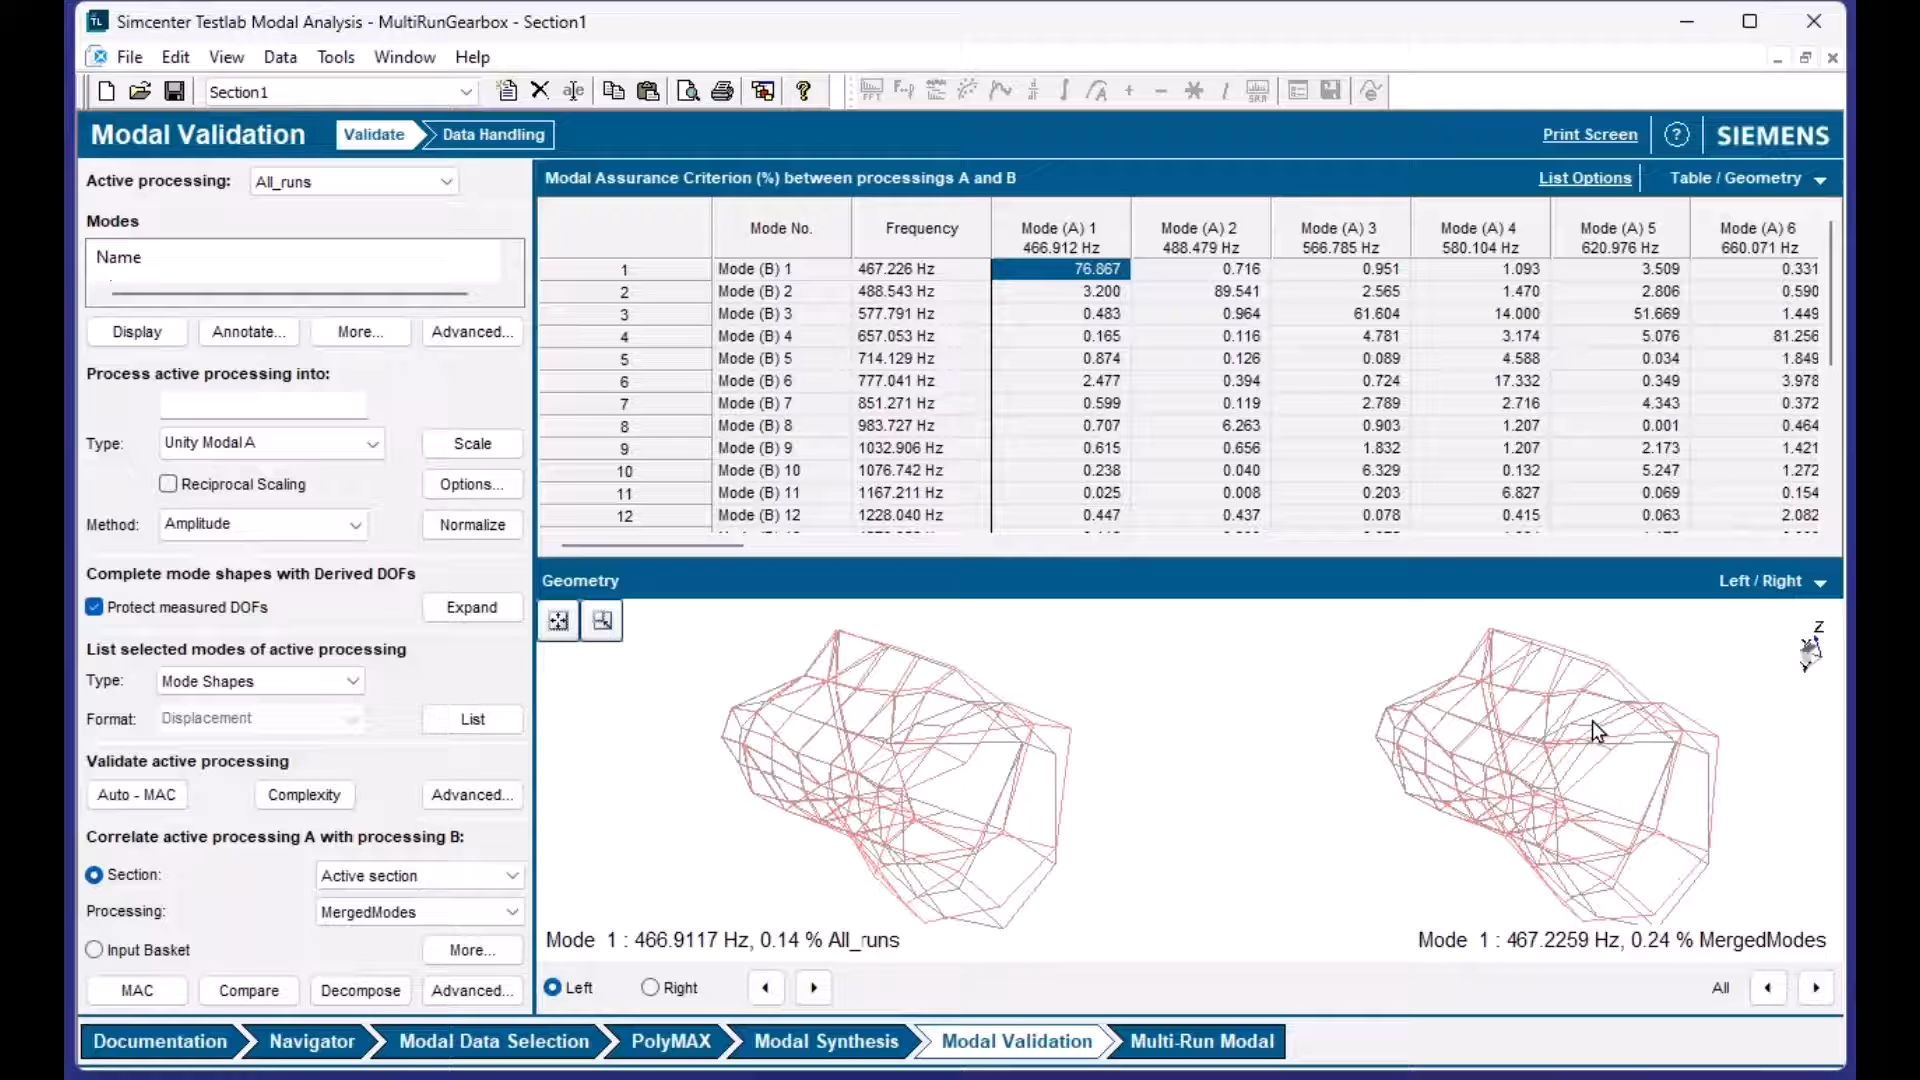 TL Simcenter Testlab Modal Analysis - MultiRunGearbox - Section1
File Edit View Data Tools Window Help
Section1
Modal Validation Validate Data Handling Print Screen ? SIEMENS
Active processing: All_runs
Modes
Name
Display Annotate... More... Advanced...
Process active processing into:
Type: Unity Modal A Scale
Reciprocal Scaling Options...
Method: Amplitude Normalize
Complete mode shapes with Derived DOFs
Protect measured DOFs Expand
List selected modes of active processing
Type: Mode Shapes
Format: Displacement List
Validate active processing
Auto - MAC Complexity Advanced...
Correlate active processing A with processing B:
Section: Active section
Processing: MergedModes
Input Basket More...
MAC Compare Decompose Advanced...
Modal Assurance Criterion (%) between processings A and B List Options Table / Geometry
Mode No. Frequency Mode (A) 1 Mode (A) 2 Mode (A) 3 Mode (A) 4 Mode (A) 5 Mode (A) 6
466.912 Hz 488.479 Hz 566.785 Hz 580.104 Hz 620.976 Hz 660.071 Hz
1 Mode (B) 1 467.226 Hz 76.867 0.716 0.951 1.093 3.509 0.331
2 Mode (B) 2 488.543 Hz 3.200 89.541 2.565 1.470 2.806 0.590
3 Mode (B) 3 577.791 Hz 0.483 0.964 61.604 14.000 51.669 1.449
4 Mode (B) 4 657.053 Hz 0.165 0.116 4.781 3.174 5.076 81.256
5 Mode (B) 5 714.129 Hz 0.874 0.126 0.089 4.588 0.034 1.849
6 Mode (B) 6 777.041 Hz 2.477 0.394 0.724 17.332 0.349 3.978
7 Mode (B) 7 851.271 Hz 0.599 0.119 2.789 2.716 4.343 0.372
8 Mode (B) 8 983.727 Hz 0.707 6.263 0.903 1.207 0.001 0.464
9 Mode (B) 9 1032.906 Hz 0.615 0.656 1.832 1.207 2.173 1.421
10 Mode (B) 10 1076.742 Hz 0.238 0.040 6.329 0.132 5.247 1.272
11 Mode (B) 11 1167.211 Hz 0.025 0.008 0.203 6.827 0.069 0.154
12 Mode (B) 12 1228.040 Hz 0.447 0.437 0.078 0.415 0.063 2.082
Geometry Left / Right
Z
Mode 1 : 466.9117 Hz, 0.14 % All_runs
Mode 1 : 467.2259 Hz, 0.24 % MergedModes
Left Right All
Documentation Navigator Modal Data Selection PolyMAX Modal Synthesis Modal Validation Multi-Run Modal